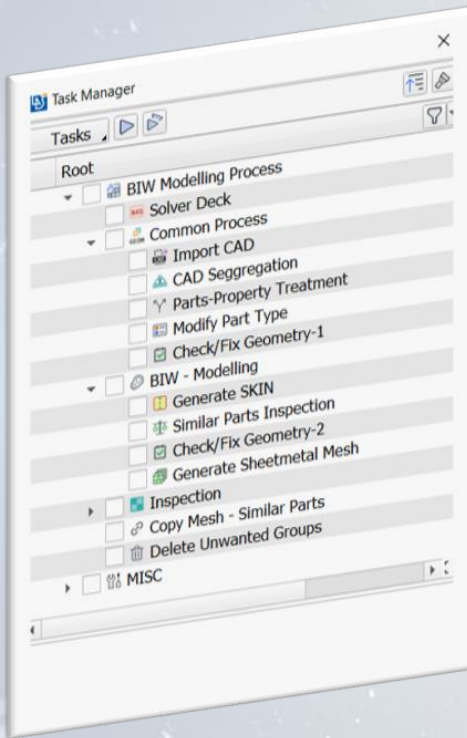 Task Manager
Tasks
Root
BIW Modelling Process
Solver Deck
Common Process
Import CAD
CAD Seggregation
Parts-Property Treatment
Modify Part Type
Check/Fix Geometry-1
BIW - Modelling
Generate SKIN
Similar Parts Inspection
Check/Fix Geometry-2
Generate Sheetmetal Mesh
Inspection
Copy Mesh - Similar Parts
Delete Unwanted Groups
MISC